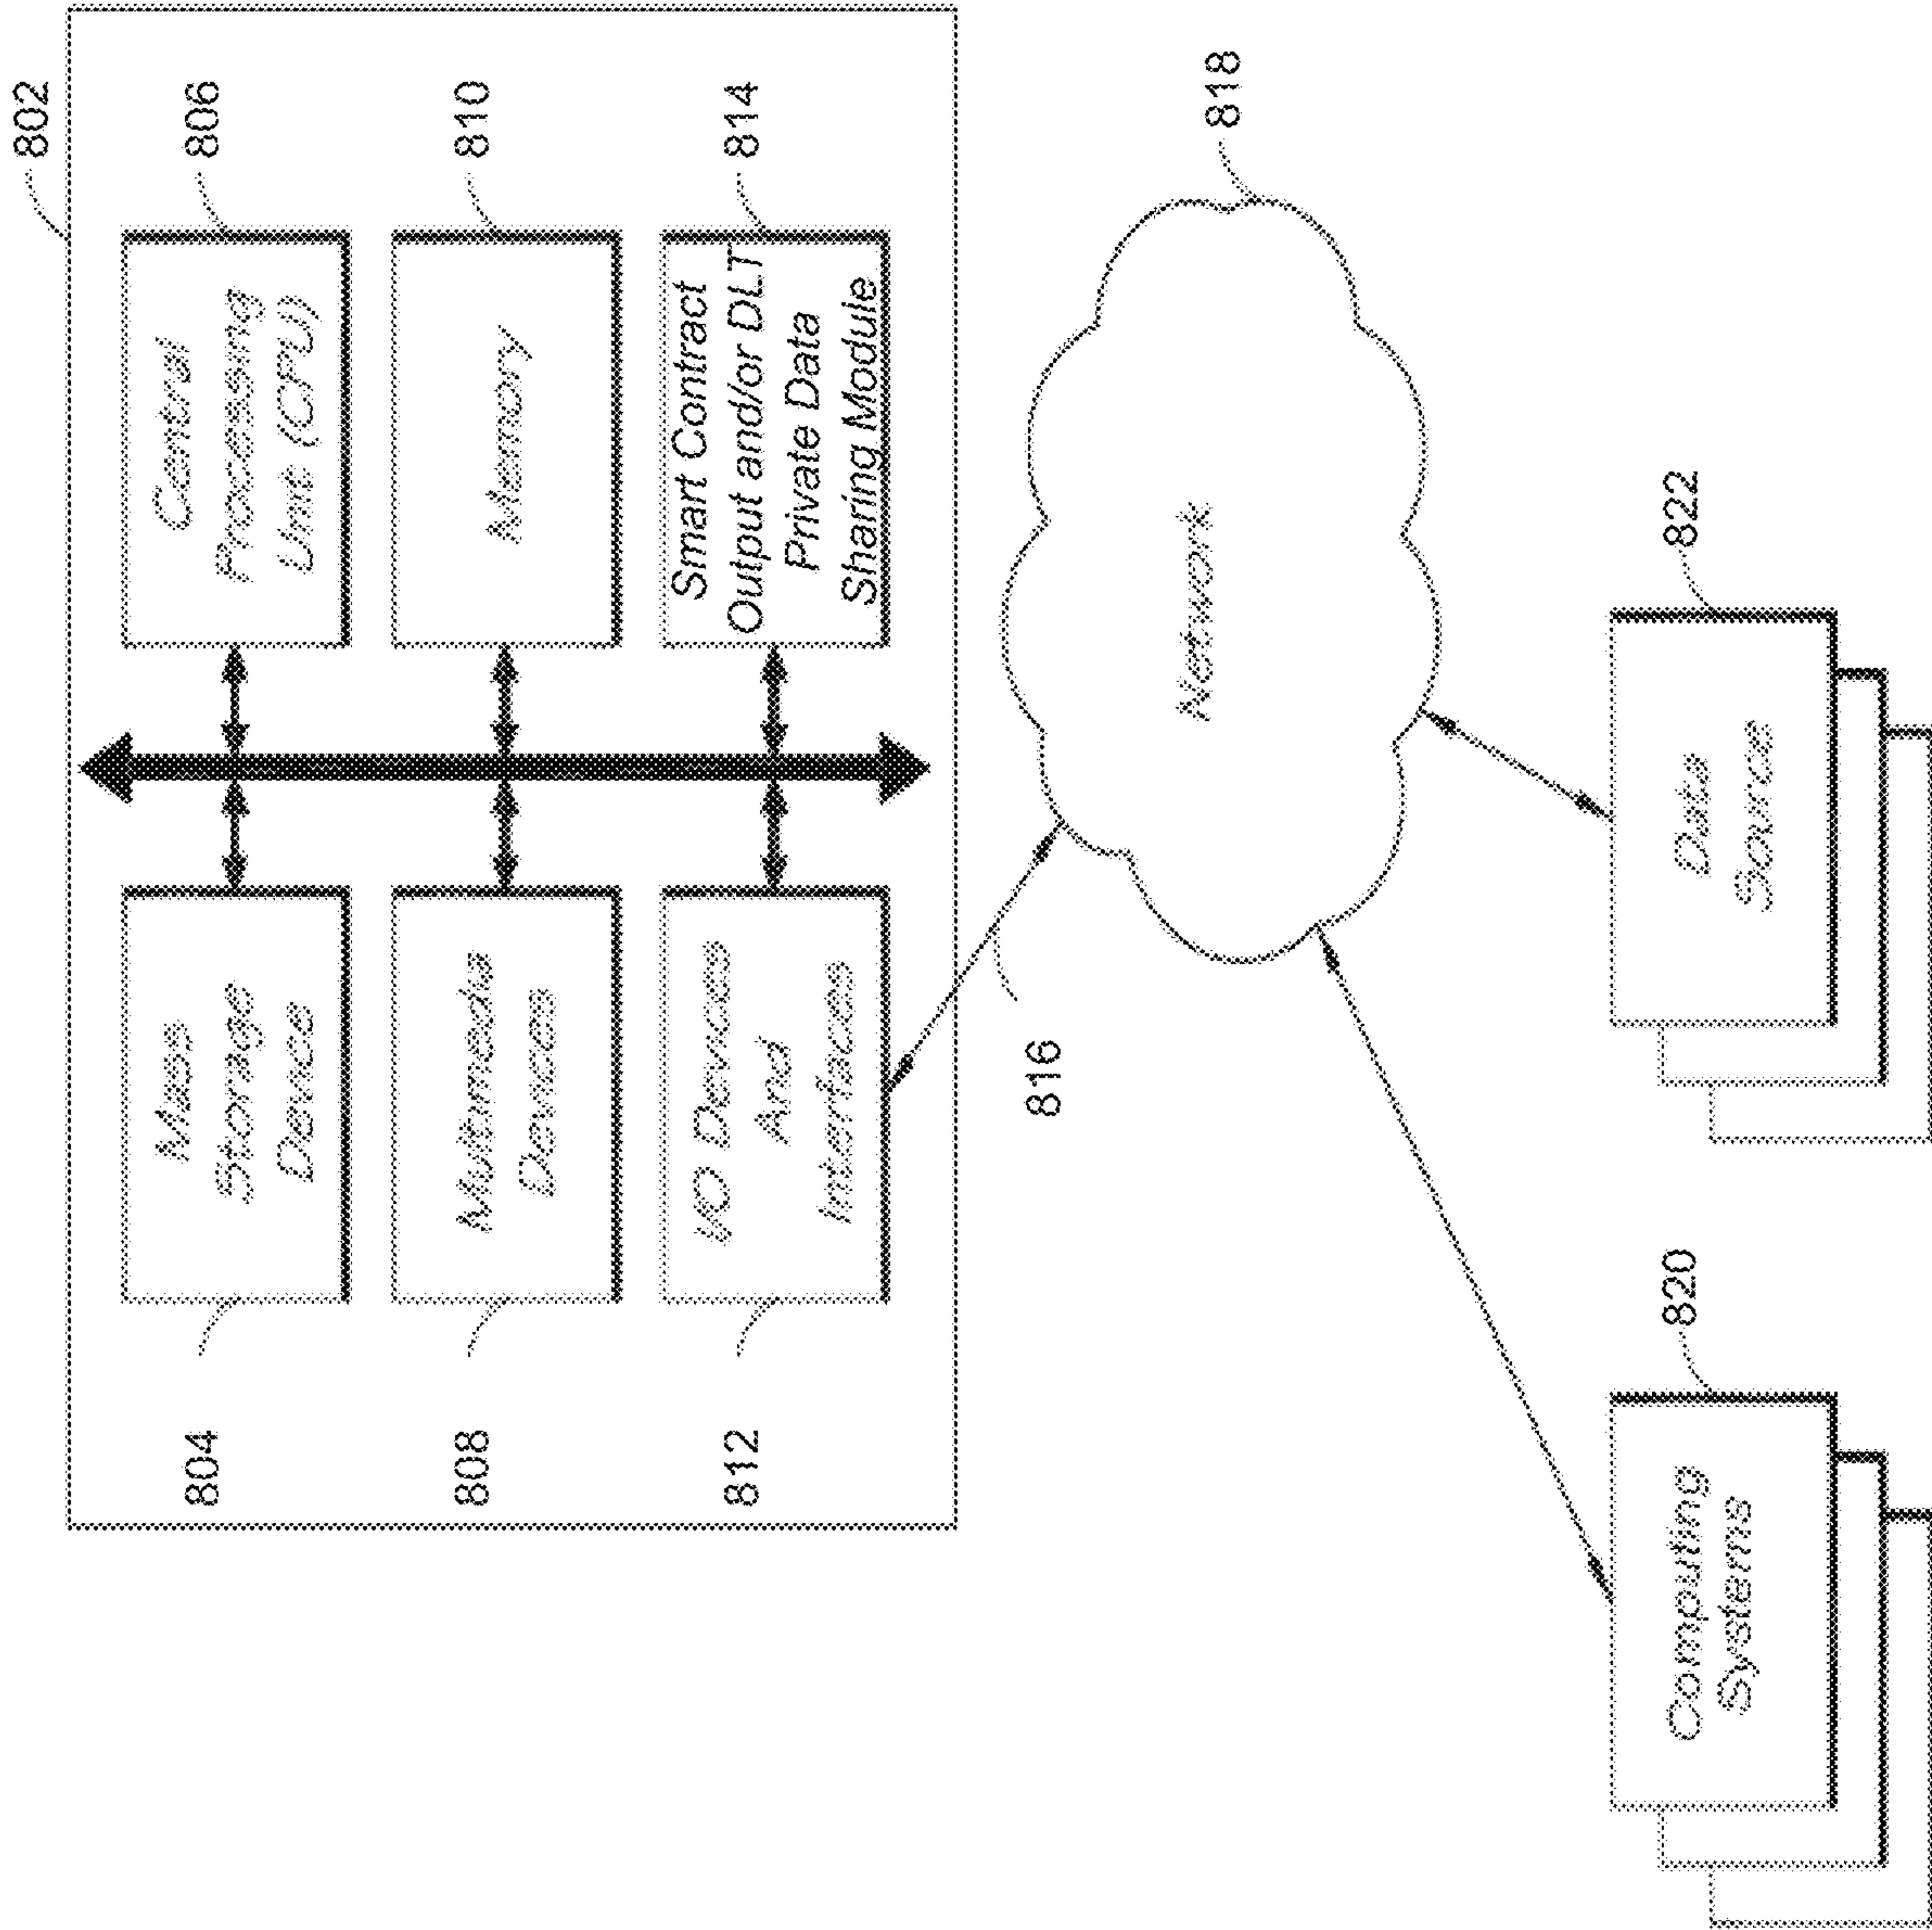 802
804
Mass
Storage
Device
Central
Processing
Unit (CPU)
806
808
Multimedia
Devices
Memory
810
812
I/O Devices
And
Interfaces
Smart Contract
Output and/or DLT
Private Data
Sharing Module
814
816
Network
818
Computing
Systems
820
Data
Source
822